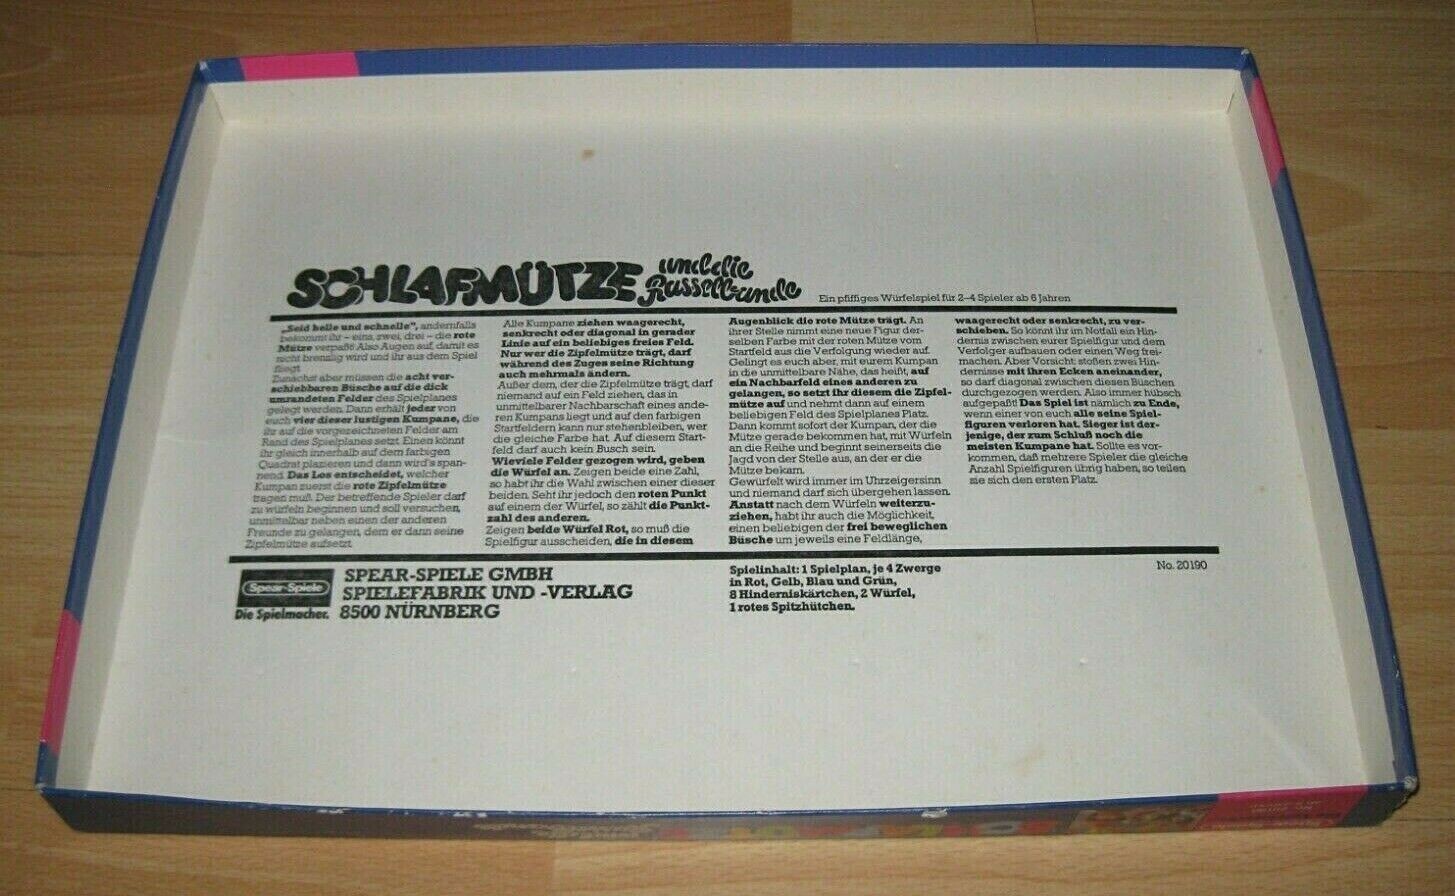 SCHLAFMÜTZE und die Rasselbande
Ein pfiffiges Würfelspiel für 2–4 Spieler ab 6 Jahren
„Seid helle und schnelle”, andernfalls
bekommt ihr – eins, zwei, drei – die rote
Mütze verpaßt! Also Augen auf, damit es
nicht brenzlig wird und ihr aus dem Spiel
fliegt.
Zunächst aber müssen die acht ver-
schiebbaren Büsche auf die dick
umrandeten Felder des Spielplanes
gelegt werden. Dann erhält jeder von
euch vier dieser lustigen Kumpane, die
ihr auf die vorgezeichneten Felder am
Rand des Spielplanes setzt. Einen könnt
ihr gleich innerhalb auf dem farbigen
Quadrat plazieren und dann wird's span-
nend. Das Los entscheidet, welcher
Kumpan zuerst die rote Zipfelmütze
tragen muß. Der betreffende Spieler darf
zu würfeln beginnen und soll versuchen,
unmittelbar neben einen der anderen
Freunde zu gelangen, dem er dann seine
Zipfelmütze aufsetzt.
Alle Kumpane ziehen waagerecht,
senkrecht oder diagonal in gerader
Linie auf ein beliebiges freies Feld.
Nur wer die Zipfelmütze trägt, darf
während des Zuges seine Richtung
auch mehrmals ändern.
Außer dem, der die Zipfelmütze trägt, darf
niemand auf ein Feld ziehen, das in
unmittelbarer Nachbarschaft eines ande-
ren Kumpans liegt und auf den farbigen
Startfeldern kann nur stehenbleiben, wer
die gleiche Farbe hat. Auf diesem Start-
feld darf auch kein Busch sein.
Wieviele Felder gezogen wird, geben
die Würfel an. Zeigen beide eine Zahl,
so habt ihr die Wahl zwischen einer dieser
beiden. Seht ihr jedoch den roten Punkt
auf einem der Würfel, so zählt die Punkt-
zahl des anderen.
Zeigen beide Würfel Rot, so muß die
Spielfigur ausscheiden, die in diesem
Augenblick die rote Mütze trägt. An
ihrer Stelle nimmt eine neue Figur der-
selben Farbe mit der roten Mütze vom
Startfeld aus die Verfolgung wieder auf.
Gelingt es euch aber, mit eurem Kumpan
in die unmittelbare Nähe, das heißt, auf
ein Nachbarfeld eines anderen zu
gelangen, so setzt ihr diesem die Zipfel-
mütze auf und nehmt dann auf einem
beliebigen Feld des Spielplanes Platz.
Dann kommt sofort der Kumpan, der die
Mütze gerade bekommen hat, mit Würfeln
an die Reihe und beginnt seinerseits die
Jagd von der Stelle aus, an der er die
Mütze bekam.
Gewürfelt wird immer im Uhrzeigersinn
und niemand darf sich übergehen lassen.
Anstatt nach dem Würfeln weiterzu-
ziehen, habt ihr auch die Möglichkeit,
einen beliebigen der frei beweglichen
Büsche um jeweils eine Feldlänge,
waagerecht oder senkrecht, zu ver-
schieben. So könnt ihr im Notfall ein Hin-
dernis zwischen eurer Spielfigur und dem
Verfolger aufbauen oder einen Weg frei-
machen. Aber Vorsicht: stoßen zwei Hin-
dernisse mit ihren Ecken aneinander,
so darf diagonal zwischen diesen Büschen
durchgezogen werden. Also immer hübsch
aufgepaßt! Das Spiel ist nämlich zu Ende,
wenn einer von euch alle seine Spiel-
figuren verloren hat. Sieger ist der-
jenige, der zum Schluß noch die
meisten Kumpane hat. Sollte es vor-
kommen, daß mehrere Spieler die gleiche
Anzahl Spielfiguren übrig haben, so teilen
sie sich den ersten Platz.
Spear-Spiele
Die Spielmacher.
SPEAR-SPIELE GMBH
SPIELEFABRIK UND -VERLAG
8500 NÜRNBERG
Spielinhalt: 1 Spielplan, je 4 Zwerge
in Rot, Gelb, Blau und Grün,
8 Hinderniskärtchen, 2 Würfel,
1 rotes Spitzhütchen.
No. 20190